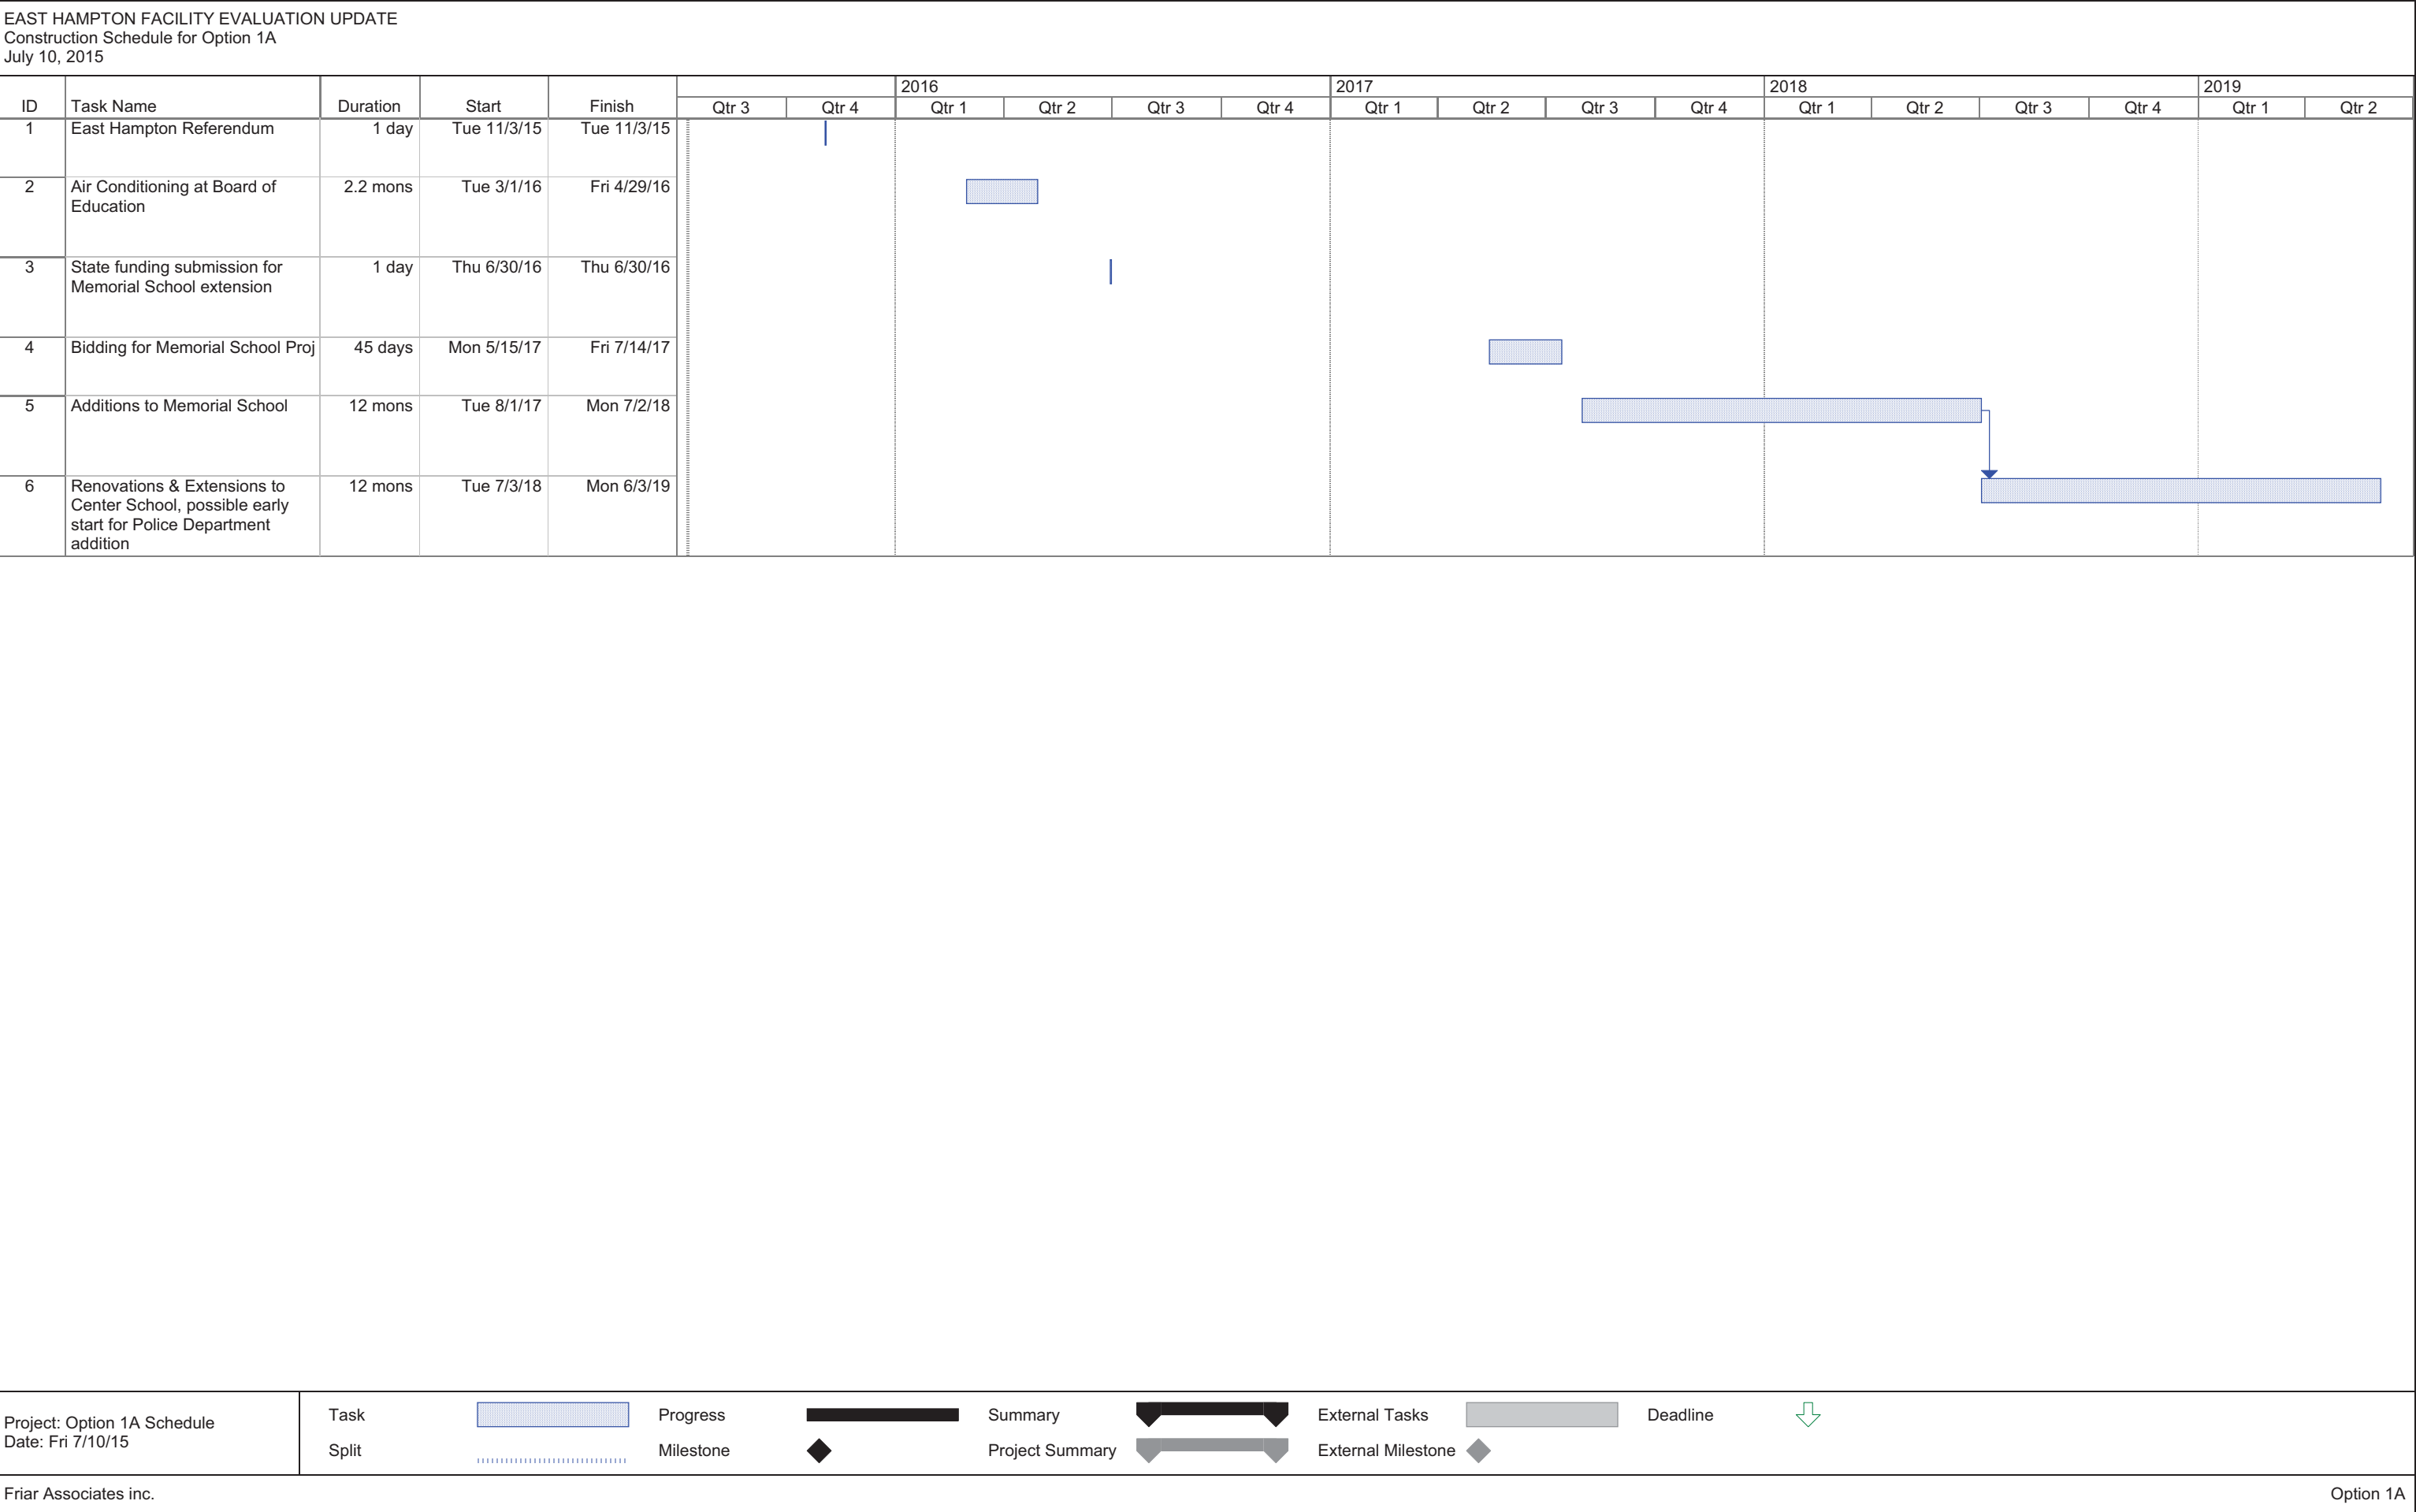 EAST HAMPTON FACILITY EVALUATION UPDATE
Construction Schedule for Option 1A
July 10, 2015
ID Task Name Duration Start Finish
2016 2017 2018 2019
Qtr 3 Qtr 4 Qtr 1 Qtr 2 Qtr 3 Qtr 4 Qtr 1 Qtr 2 Qtr 3 Qtr 4 Qtr 1 Qtr 2 Qtr 3 Qtr 4 Qtr 1 Qtr 2
1 East Hampton Referendum 1 day Tue 11/3/15 Tue 11/3/15
2 Air Conditioning at Board of 2.2 mons Tue 3/1/16 Fri 4/29/16
Education
3 State funding submission for 1 day Thu 6/30/16 Thu 6/30/16
Memorial School extension
4 Bidding for Memorial School Proj 45 days Mon 5/15/17 Fri 7/14/17
5 Additions to Memorial School 12 mons Tue 8/1/17 Mon 7/2/18
6 Renovations & Extensions to 12 mons Tue 7/3/18 Mon 6/3/19
Center School, possible early
start for Police Department
addition
Project: Option 1A Schedule
Date: Fri 7/10/15
Task Progress Summary External Tasks Deadline
Split Milestone Project Summary External Milestone
Friar Associates inc. Option 1A